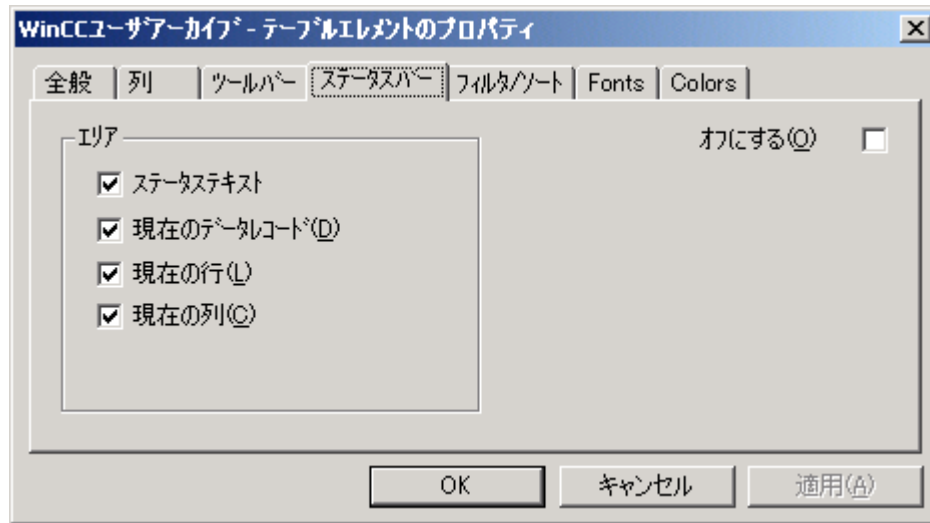 WinCCユーザアーカイブ - テーブルエレメントのプロパティ
全般 列 ツールバー ステータスバー フィルタ/ソート Fonts Colors
エリア
オフにする(O)
ステータステキスト
現在のデータレコード(D)
現在の行(L)
現在の列(C)
OK キャンセル 適用(A)